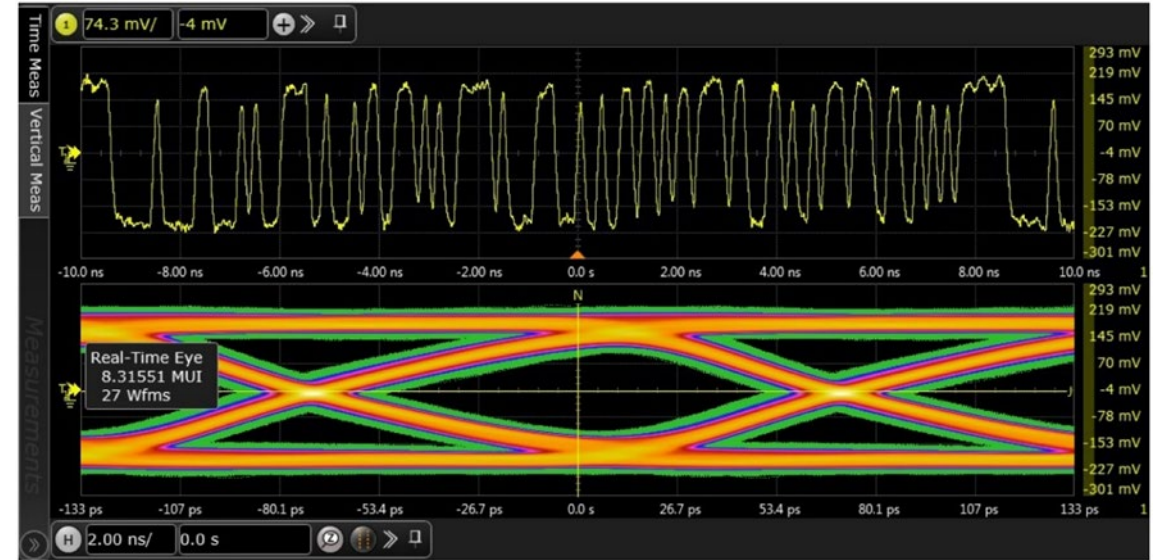 Time Meas
Vertical Meas
Measurements
1 74.3 mV/ -4 mV
293 mV
219 mV
145 mV
70 mV
-4 mV
-78 mV
-153 mV
-227 mV
-301 mV
-10.0 ns -8.00 ns -6.00 ns -4.00 ns -2.00 ns 0.0 s 2.00 ns 4.00 ns 6.00 ns 8.00 ns 10.0 ns 1
N
293 mV
219 mV
145 mV
70 mV
-4 mV
-78 mV
-153 mV
-227 mV
-301 mV
Real-Time Eye
8.31551 MUI
27 Wfms
-133 ps -107 ps -80.1 ps -53.4 ps -26.7 ps 0.0 s 26.7 ps 53.4 ps 80.1 ps 107 ps 133 ps 1
H 2.00 ns/ 0.0 s